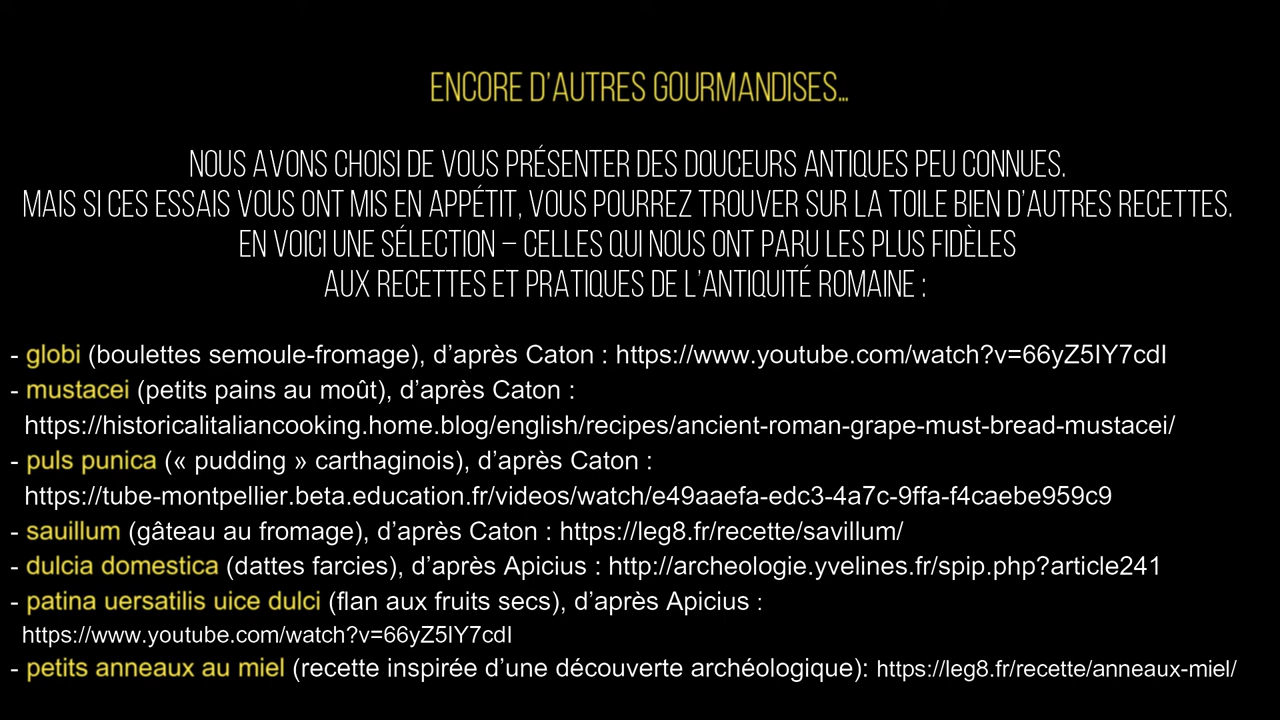 ENCORE D'AUTRES GOURMANDISES…
NOUS AVONS CHOISI DE VOUS PRÉSENTER DES DOUCEURS ANTIQUES PEU CONNUES.
MAIS SI CES ESSAIS VOUS ONT MIS EN APPÉTIT, VOUS POURREZ TROUVER SUR LA TOILE BIEN D'AUTRES RECETTES.
EN VOICI UNE SÉLECTION – CELLES QUI NOUS ONT PARU LES PLUS FIDÈLES
AUX RECETTES ET PRATIQUES DE L'ANTIQUITÉ ROMAINE :
- globi (boulettes semoule-fromage), d'après Caton : https://www.youtube.com/watch?v=66yZ5IY7cdI
- mustacei (petits pains au moût), d'après Caton :
https://historicalitaliancooking.home.blog/english/recipes/ancient-roman-grape-must-bread-mustacei/
- puls punica (« pudding » carthaginois), d'après Caton :
https://tube-montpellier.beta.education.fr/videos/watch/e49aaefa-edc3-4a7c-9ffa-f4caebe959c9
- sauillum (gâteau au fromage), d'après Caton : https://leg8.fr/recette/savillum/
- dulcia domestica (dattes farcies), d'après Apicius : http://archeologie.yvelines.fr/spip.php?article241
- patina uersatilis uice dulci (flan aux fruits secs), d'après Apicius :
https://www.youtube.com/watch?v=66yZ5IY7cdI
- petits anneaux au miel (recette inspirée d'une découverte archéologique): https://leg8.fr/recette/anneaux-miel/